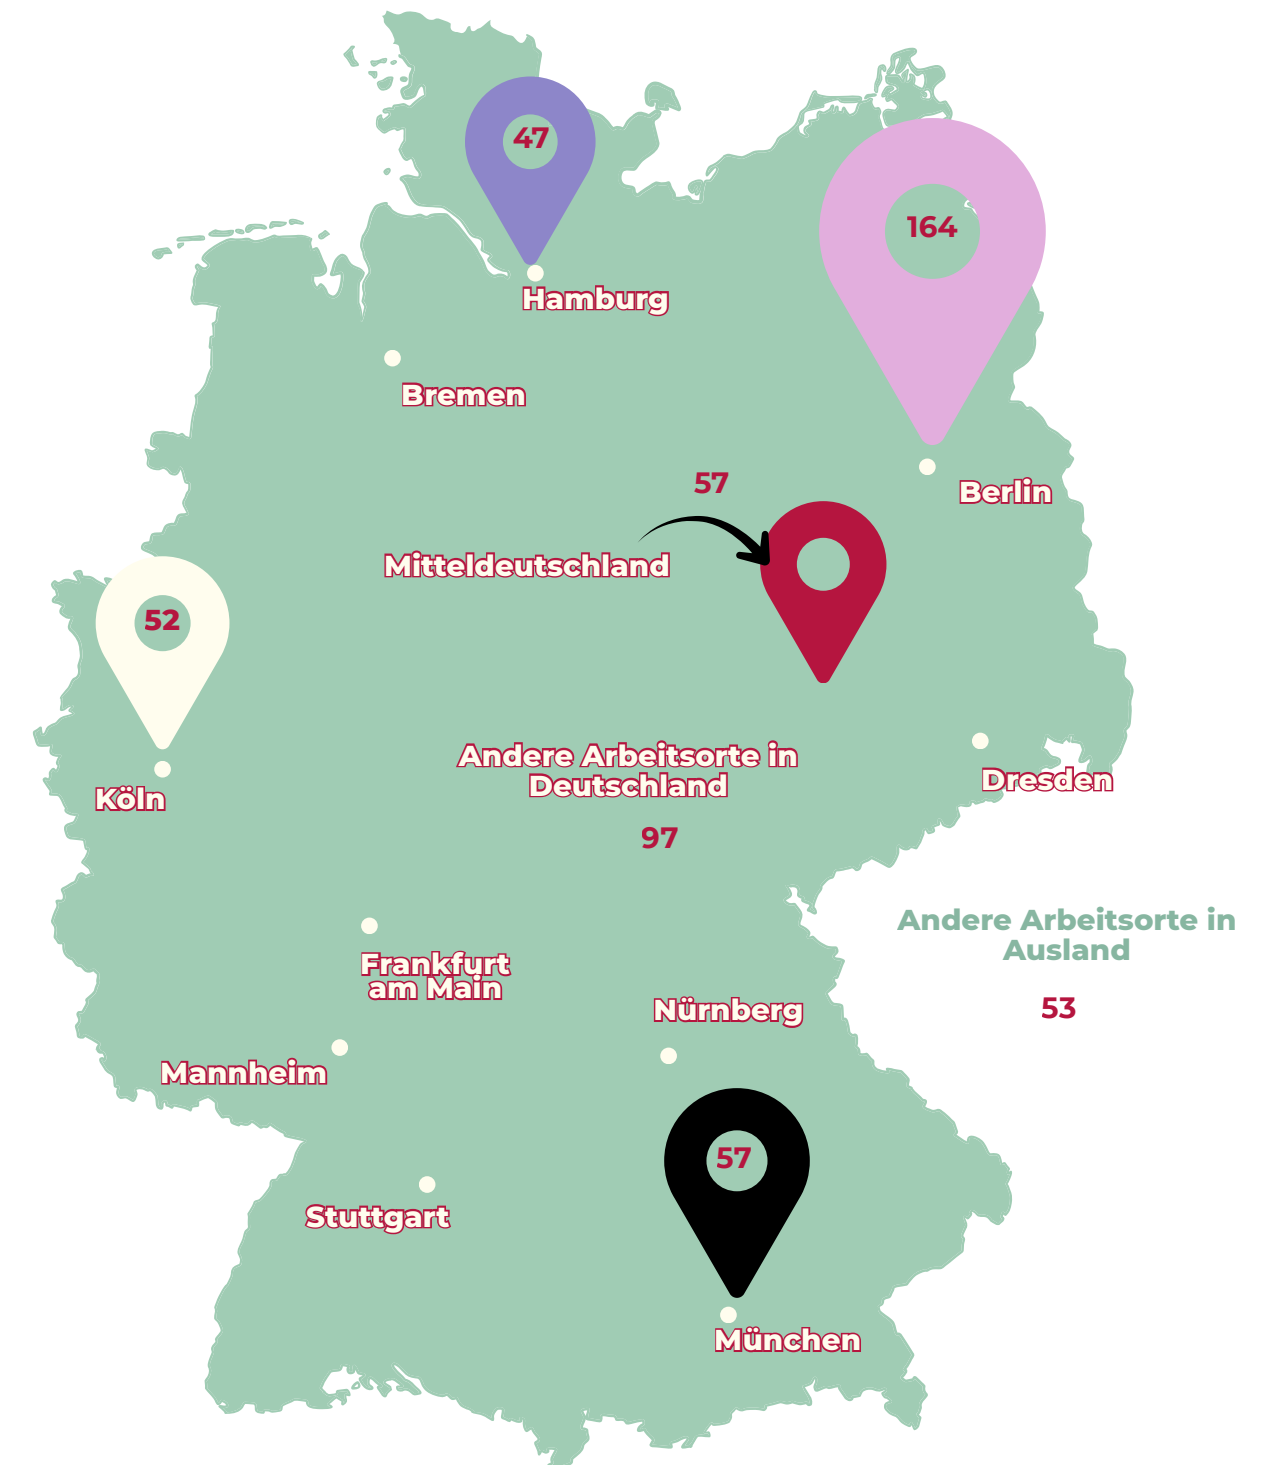 47
164
Hamburg
Bremen
57
Berlin
Mitteldeutschland
52
Andere Arbeitsorte in
Deutschland
Dresden
Köln
97
Andere Arbeitsorte in
Ausland
Frankfurt
am Main
53
Nürnberg
Mannheim
57
Stuttgart
München